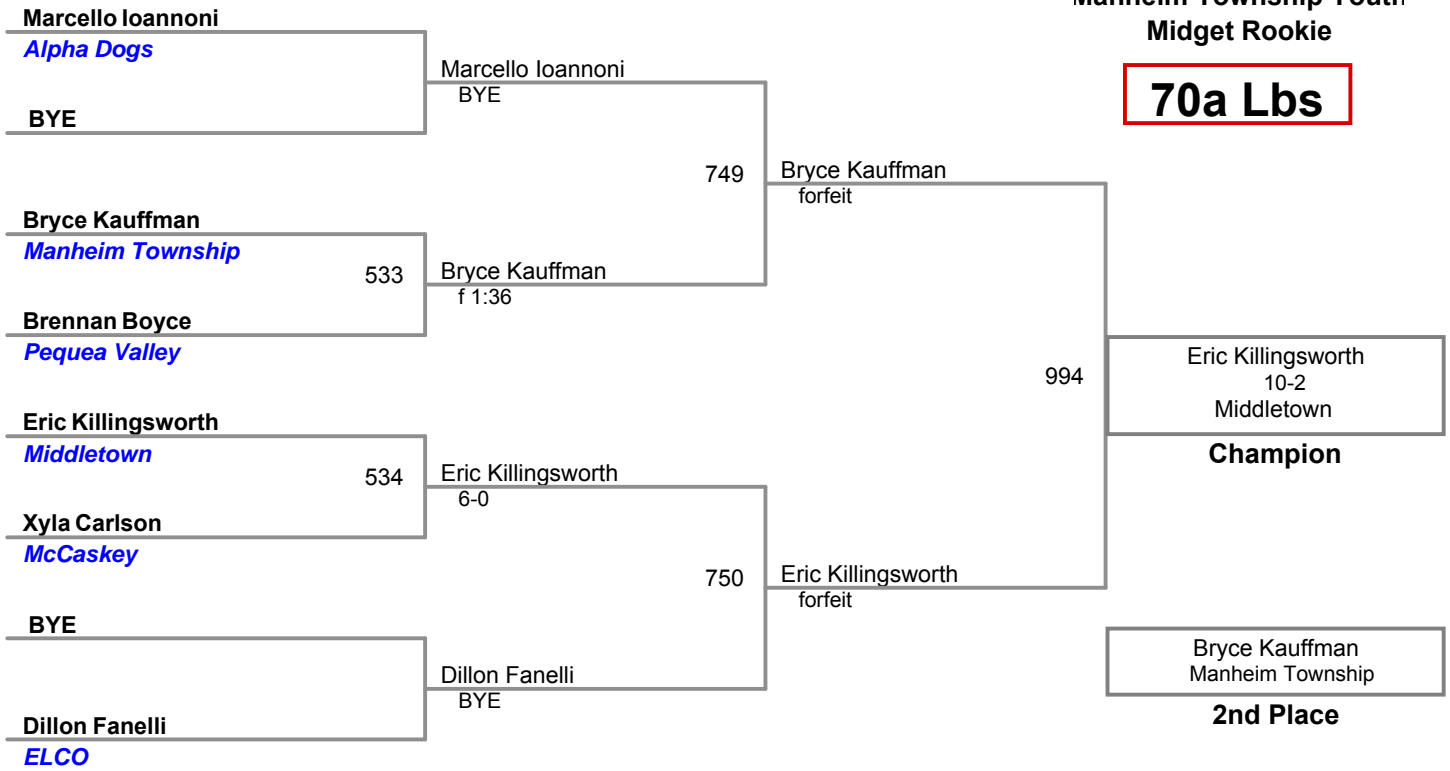 Manheim Township Youth
Midget Rookie
70a Lbs
Marcello Ioannoni
Alpha Dogs
BYE
Bryce Kauffman
Manheim Township
533
Brennan Boyce
Pequea Valley
Eric Killingsworth
Middletown
534
Xyla Carlson
McCaskey
BYE
Dillon Fanelli
ELCO
Marcello Ioannoni
BYE
749
Bryce Kauffman
f 1:36
Eric Killingsworth
6-0
750
Dillon Fanelli
BYE
Bryce Kauffman
forfeit
994
Eric Killingsworth
forfeit
Eric Killingsworth
10-2
Middletown
Champion
Bryce Kauffman
Manheim Township
2nd Place